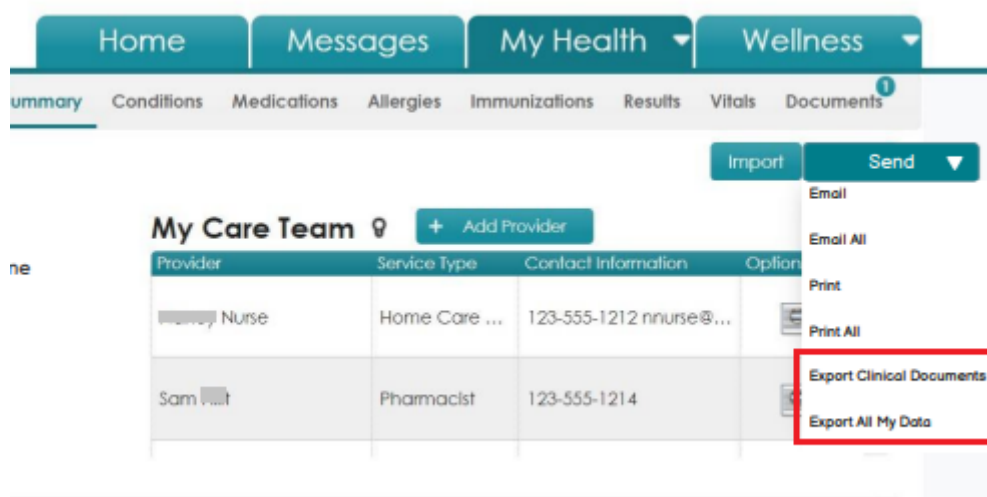 Home Messages My Health Wellness
ummary Conditions Medications Allergies Immunizations Results Vitals Documents 1
Import Send
Email
My Care Team + Add Provider
Email All
ne
Provider Service Type Contact Information Option
Print
Nurse Home Care ... 123-555-1212 nnurse@...
Print All
Export Clinical Documents
Sam Pharmacist 123-555-1214
Export All My Data